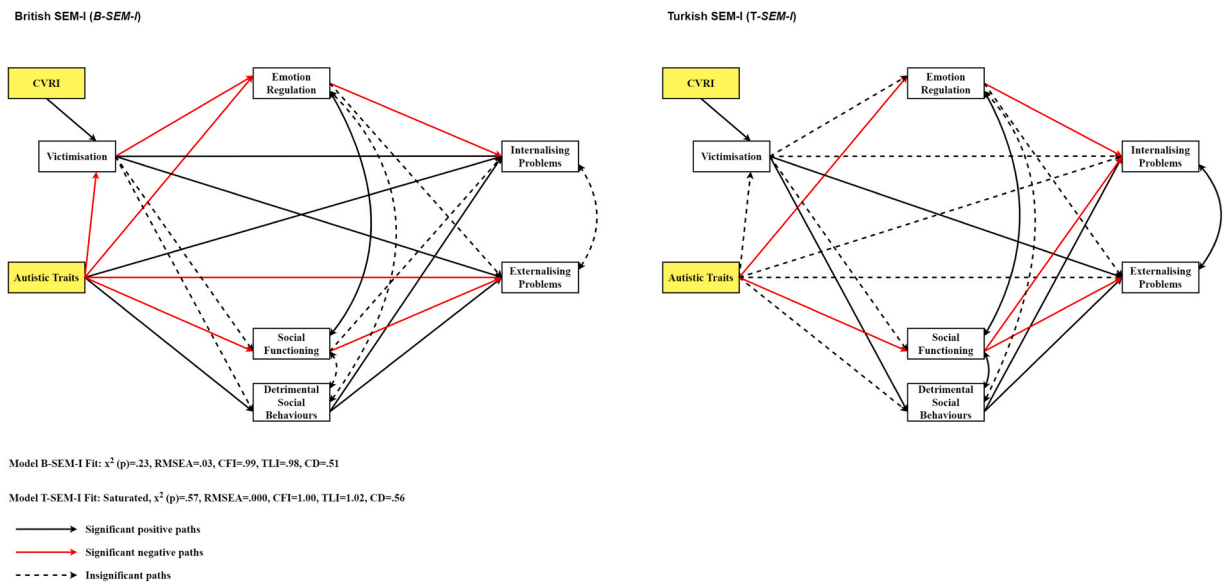 British SEM-I (B-SEM-I)
CVRI
Emotion
Regulation
Victimisation
Internalising
Problems
Autistic Traits
Externalising
Problems
Social
Functioning
Detrimental
Social
Behaviours
Turkish SEM-I (T-SEM-I)
CVRI
Emotion
Regulation
Victimisation
Internalising
Problems
Autistic Traits
Externalising
Problems
Social
Functioning
Detrimental
Social
Behaviours
Model B-SEM-I Fit: x² (p)=.23, RMSEA=.03, CFI=.99, TLI=.98, CD=.51
Model T-SEM-I Fit: Saturated, x² (p)=.57, RMSEA=.000, CFI=1.00, TLI=1.02, CD=.56
Significant positive paths
Significant negative paths
Insignificant paths